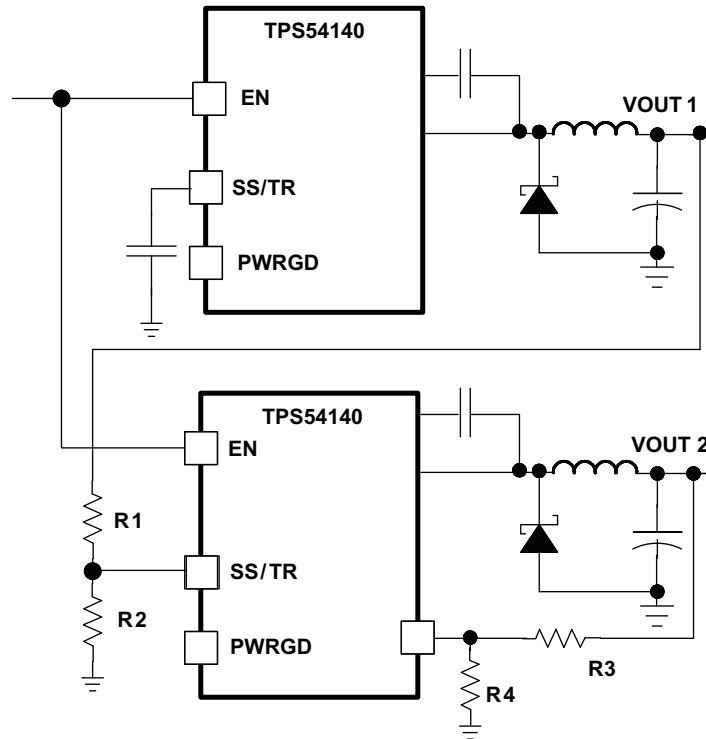 TPS54140
EN
VOUT 1
SS/TR
PWRGD
TPS54140
EN
VOUT 2
R1
SS/TR
R2
PWRGD
R3
R4